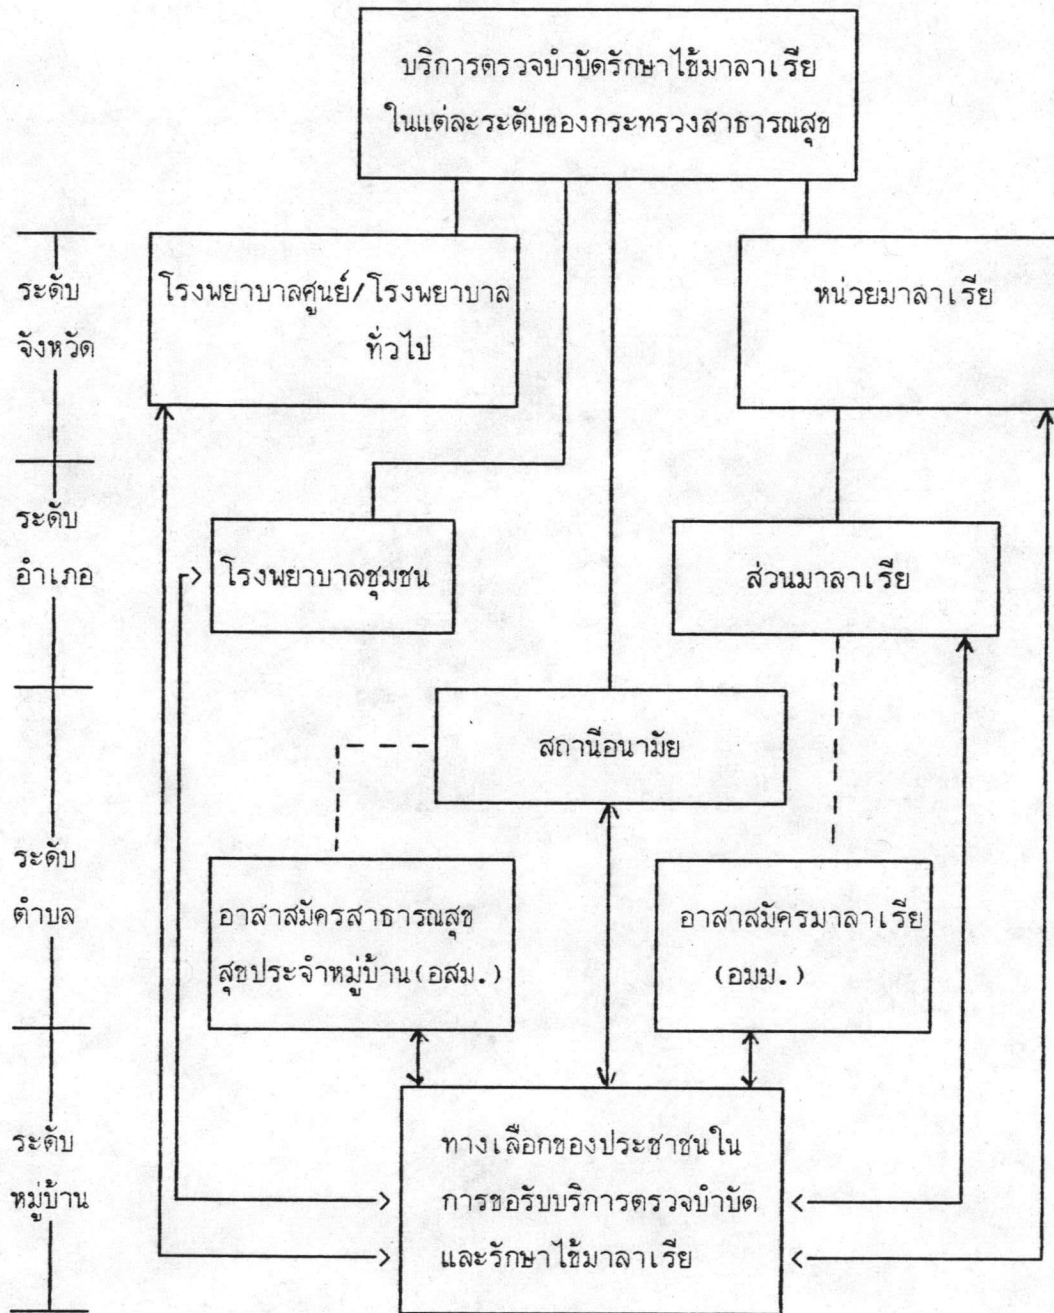 บริการตรวจบำบัดรักษาไข้มาลาเรีย
ในแต่ละระดับของกระทรวงสาธารณสุข
ระดับ
จังหวัด
โรงพยาบาลศูนย์/โรงพยาบาล
ทั่วไป
หน่วยมาลาเรีย
ระดับ
อำเภอ
โรงพยาบาลชุมชน
ส่วนมาลาเรีย
สถานีอนามัย
ระดับ
ตำบล
อาสาสมัครสาธารณสุข
สุขประจำหมู่บ้าน(อสม.)
อาสาสมัครมาลาเรีย
(อมม.)
ระดับ
หมู่บ้าน
ทางเลือกของประชาชนใน
การขอรับบริการตรวจบำบัด
และรักษาไข้มาลาเรีย